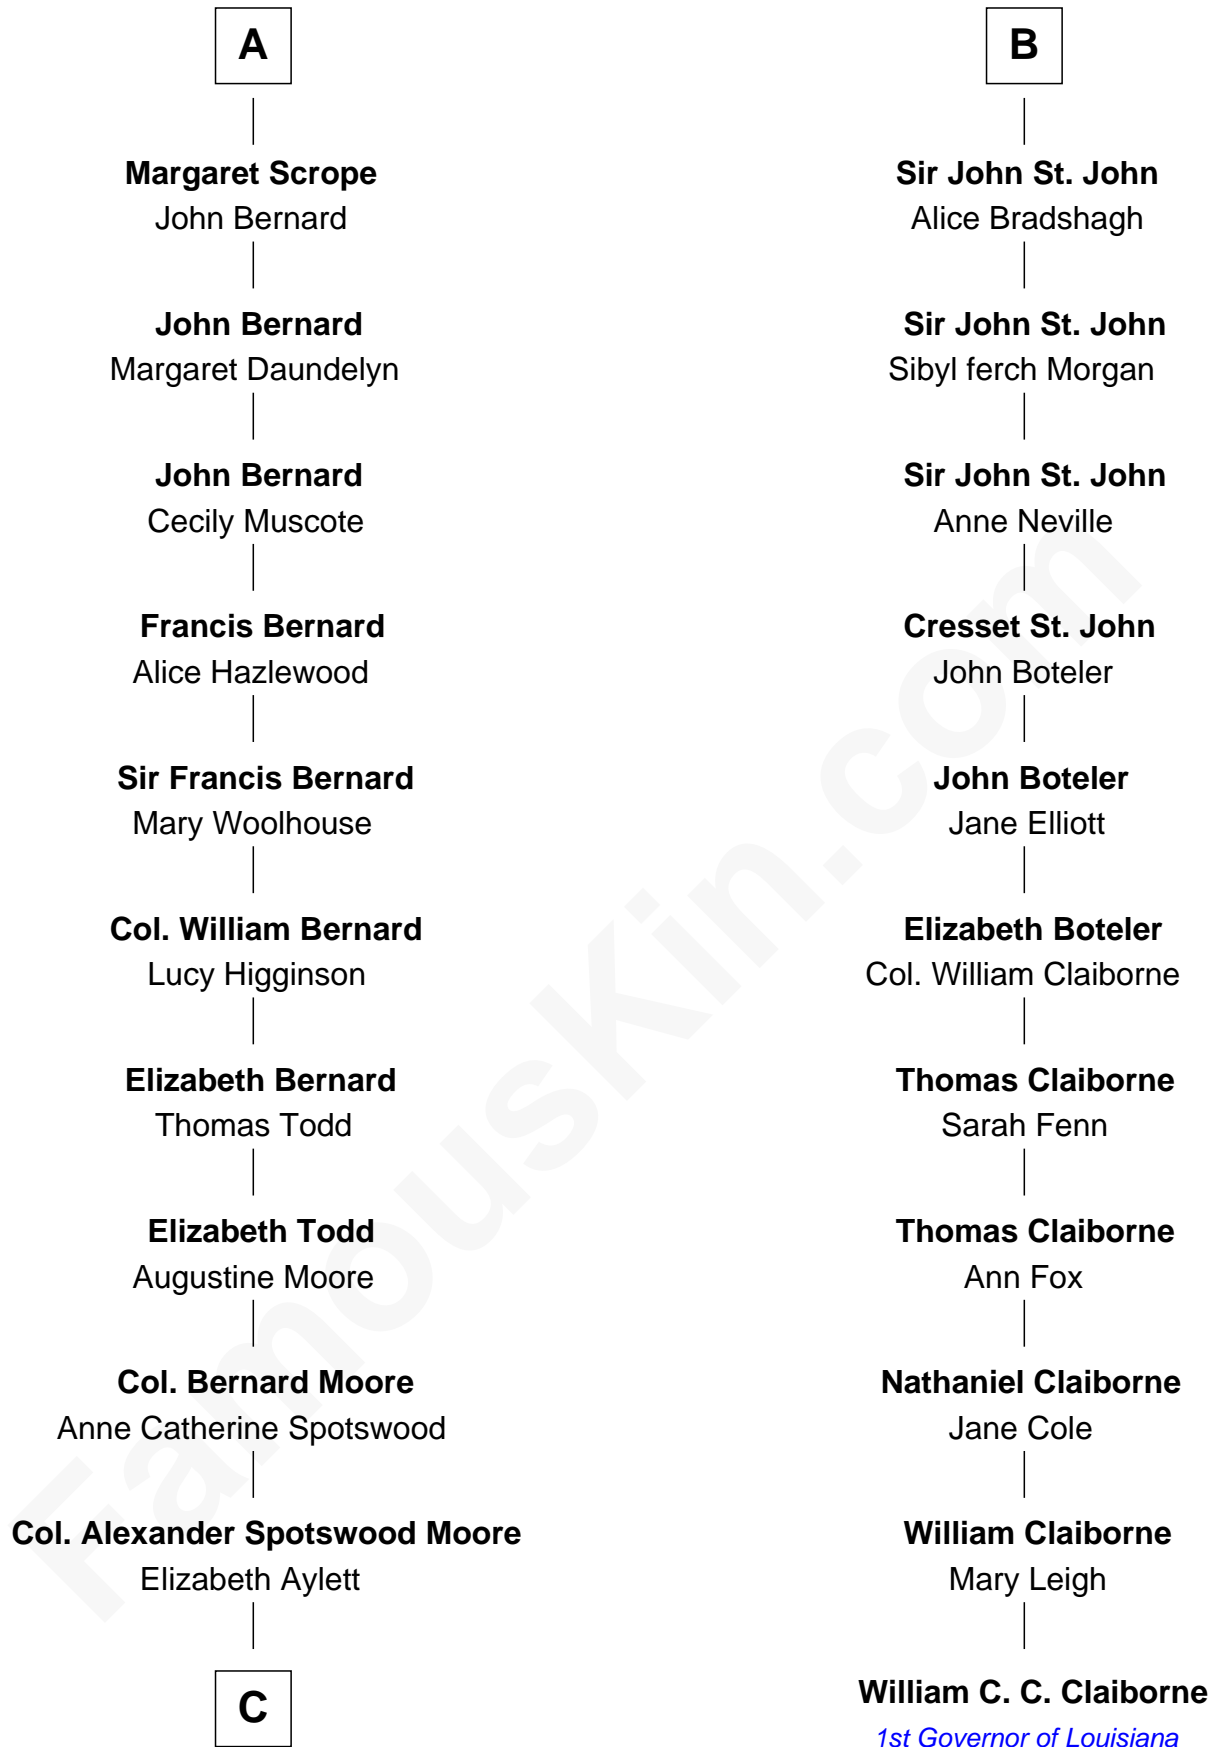 A
Margaret Scrope
John Bernard
John Bernard
Margaret Daundelyn
John Bernard
Cecily Muscote
Francis Bernard
Alice Hazlewood
Sir Francis Bernard
Mary Woolhouse
Col. William Bernard
Lucy Higginson
Elizabeth Bernard
Thomas Todd
Elizabeth Todd
Augustine Moore
Col. Bernard Moore
Anne Catherine Spotswood
Col. Alexander Spotswood Moore
Elizabeth Aylett
C
B
Sir John St. John
Alice Bradshagh
Sir John St. John
Sibyl ferch Morgan
Sir John St. John
Anne Neville
Cresset St. John
John Boteler
John Boteler
Jane Elliott
Elizabeth Boteler
Col. William Claiborne
Thomas Claiborne
Sarah Fenn
Thomas Claiborne
Ann Fox
Nathaniel Claiborne
Jane Cole
William Claiborne
Mary Leigh
William C. C. Claiborne
1st Governor of Louisiana
FamousKin.com